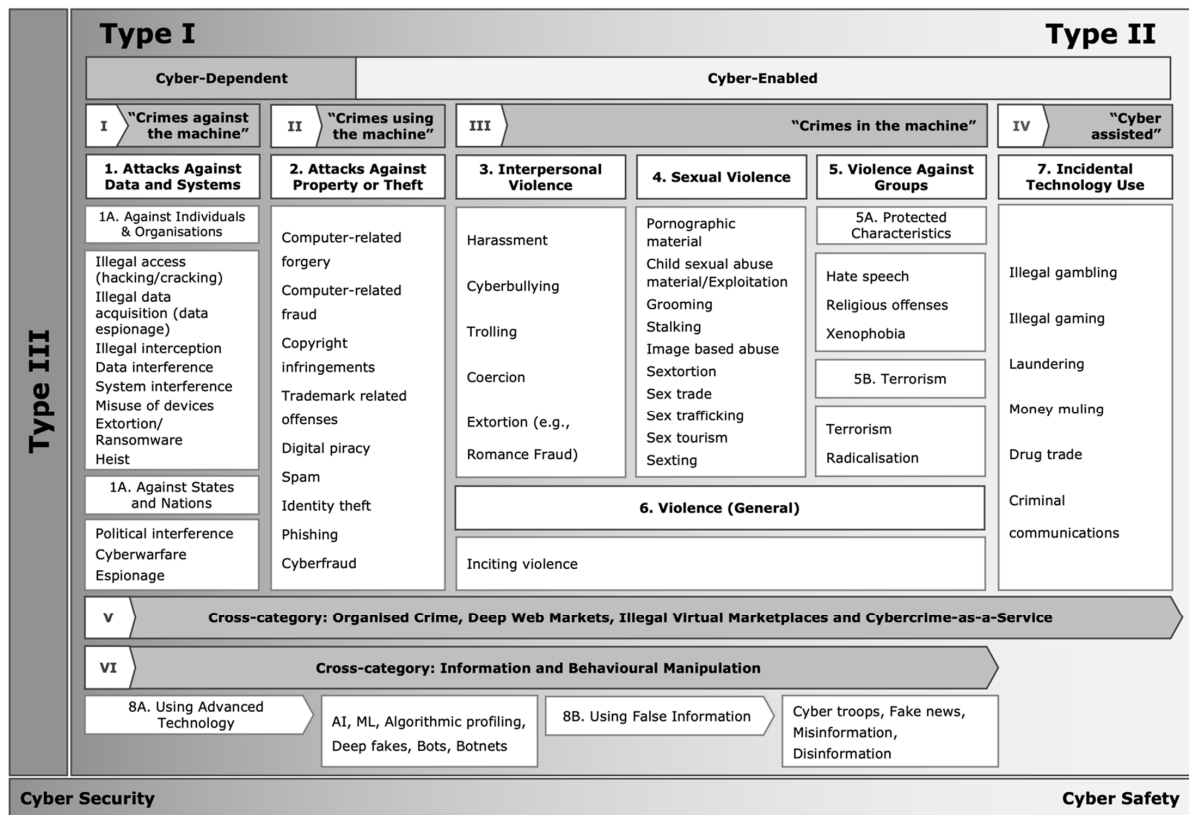 Type I
Type II
Type III
Cyber-Dependent
Cyber-Enabled
I
“Crimes against
the machine”
II
“Crimes using
the machine”
III
“Crimes in the machine”
IV
“Cyber
assisted”
1. Attacks Against
Data and Systems
1A. Against Individuals
& Organisations
Illegal access
(hacking/cracking)
Illegal data
acquisition (data
espionage)
Illegal interception
Data interference
System interference
Misuse of devices
Extortion/
Ransomware
Heist
1A. Against States
and Nations
Political interference
Cyberwarfare
Espionage
2. Attacks Against
Property or Theft
Computer-related
forgery
Computer-related
fraud
Copyright
infringements
Trademark related
offenses
Digital piracy
Spam
Identity theft
Phishing
Cyberfraud
3. Interpersonal
Violence
Harassment
Cyberbullying
Trolling
Coercion
Extortion (e.g.,
Romance Fraud)
4. Sexual Violence
Pornographic
material
Child sexual abuse
material/Exploitation
Grooming
Stalking
Image based abuse
Sextortion
Sex trade
Sex trafficking
Sex tourism
Sexting
5. Violence Against
Groups
5A. Protected
Characteristics
Hate speech
Religious offenses
Xenophobia
5B. Terrorism
Terrorism
Radicalisation
6. Violence (General)
Inciting violence
7. Incidental
Technology Use
Illegal gambling
Illegal gaming
Laundering
Money muling
Drug trade
Criminal
communications
V
Cross-category: Organised Crime, Deep Web Markets, Illegal Virtual Marketplaces and Cybercrime-as-a-Service
VI
Cross-category: Information and Behavioural Manipulation
8A. Using Advanced
Technology
AI, ML, Algorithmic profiling,
Deep fakes, Bots, Botnets
8B. Using False Information
Cyber troops, Fake news,
Misinformation,
Disinformation
Cyber Security
Cyber Safety